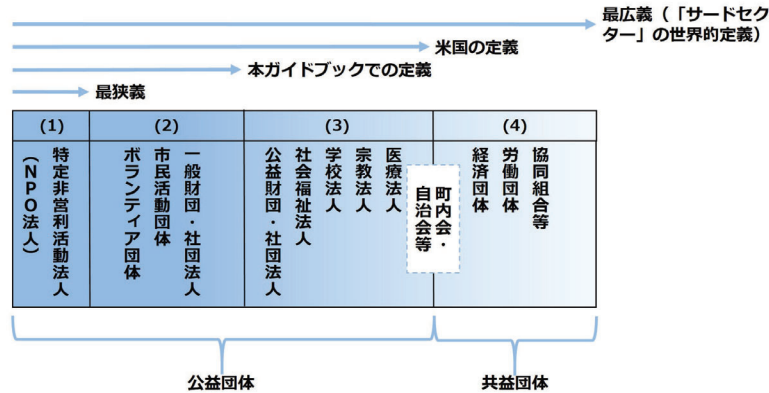 最広義（「サードセク
ター」の世界的定義）
米国の定義
本ガイドブックでの定義
最狭義
(1)
(2)
(3)
(4)
特定非営利活動法人
（ＮＰＯ法人）
一般財団・社団法人
市民活動団体
ボランティア団体
医療法人
宗教法人
学校法人
社会福祉法人
公益財団・社団法人
町内会・
自治会等
協同組合等
労働団体
経済団体
公益団体
共益団体